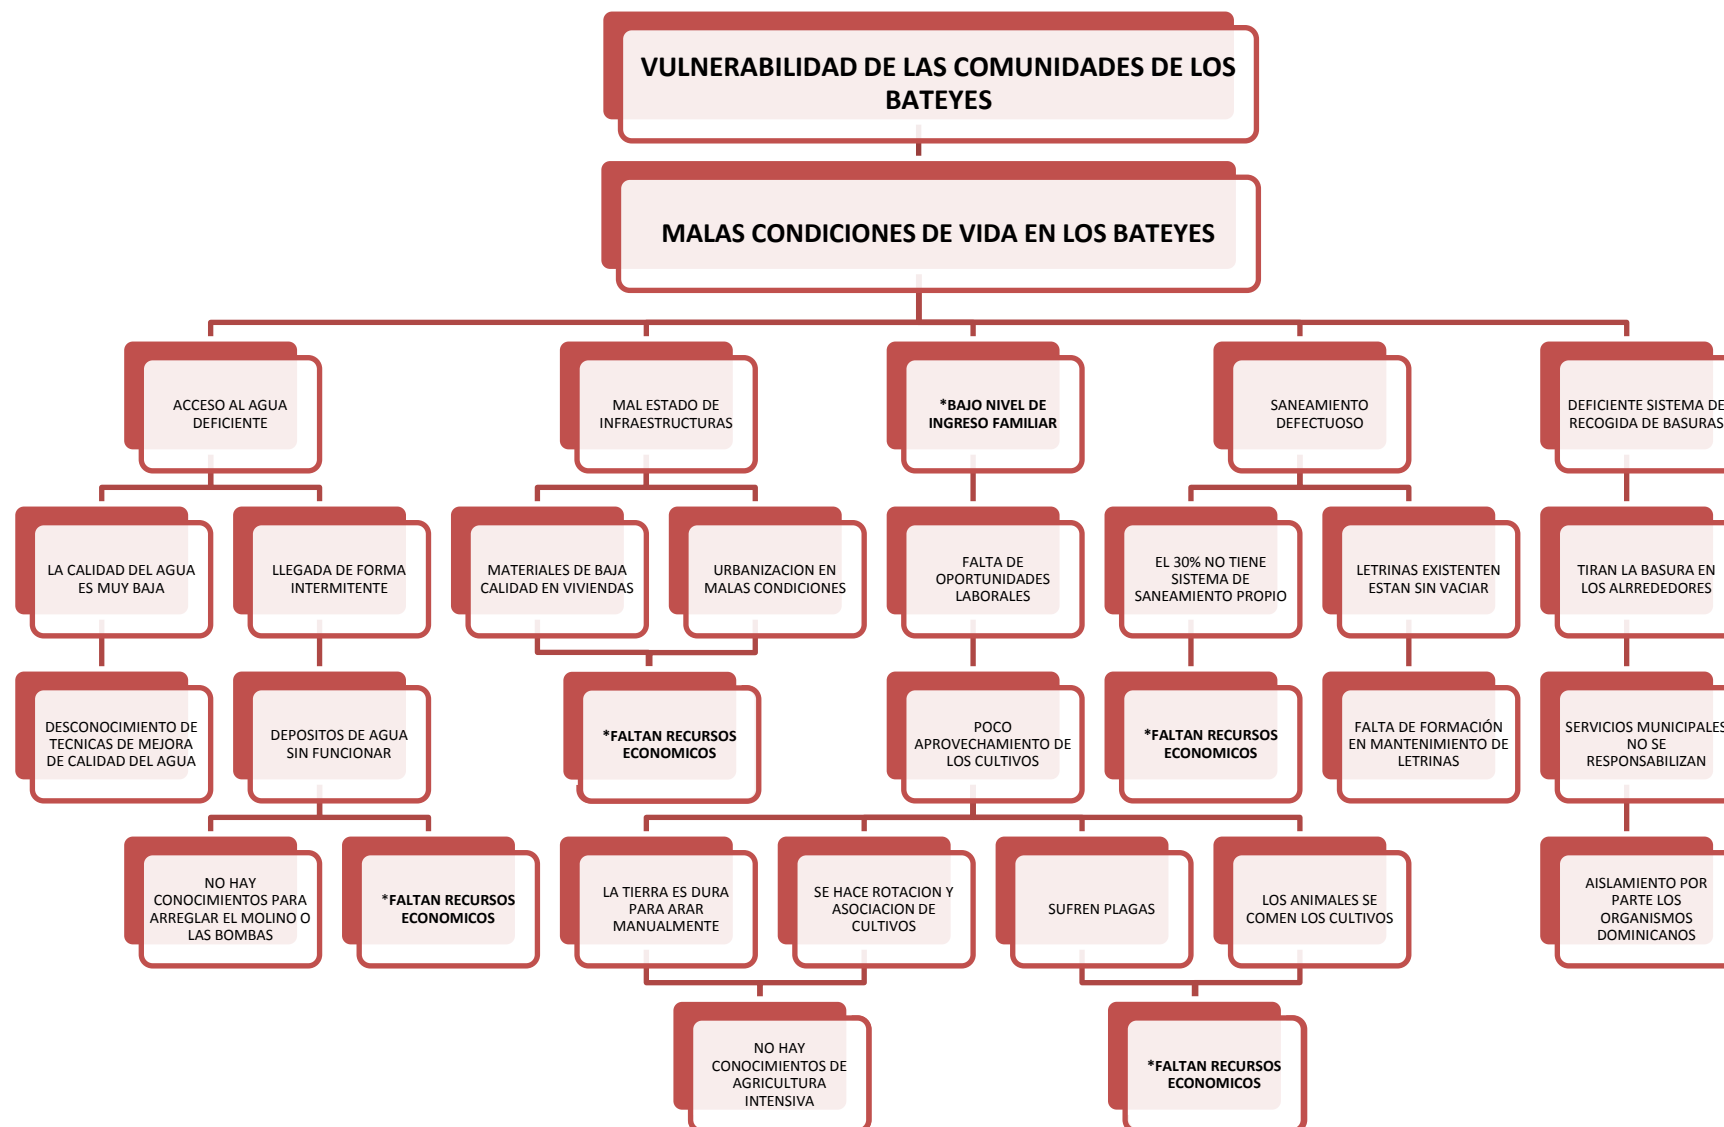 VULNERABILIDAD DE LAS COMUNIDADES DE LOS
BATEYES
MALAS CONDICIONES DE VIDA EN LOS BATEYES
ACCESO AL AGUA
DEFICIENTE
MAL ESTADO DE
INFRAESTRUCTURAS
*BAJO NIVEL DE
INGRESO FAMILIAR
SANEAMIENTO
DEFECTUOSO
DEFICIENTE SISTEMA DE
RECOGIDA DE BASURAS
LA CALIDAD DEL AGUA
ES MUY BAJA
LLEGADA DE FORMA
INTERMITENTE
MATERIALES DE BAJA
CALIDAD EN VIVIENDAS
URBANIZACION EN
MALAS CONDICIONES
FALTA DE
OPORTUNIDADES
LABORALES
EL 30% NO TIENE
SISTEMA DE
SANEAMIENTO PROPIO
LETRINAS EXISTENTEN
ESTAN SIN VACIAR
TIRAN LA BASURA EN
LOS ALRREDEDORES
DESCONOCIMIENTO DE
TECNICAS DE MEJORA
DE CALIDAD DEL AGUA
DEPOSITOS DE AGUA
SIN FUNCIONAR
*FALTAN RECURSOS
ECONOMICOS
POCO
APROVECHAMIENTO DE
LOS CULTIVOS
*FALTAN RECURSOS
ECONOMICOS
FALTA DE FORMACIÓN
EN MANTENIMIENTO DE
LETRINAS
SERVICIOS MUNICIPALES
NO SE
RESPONSABILIZAN
NO HAY
CONOCIMIENTOS PARA
ARREGLAR EL MOLINO O
LAS BOMBAS
*FALTAN RECURSOS
ECONOMICOS
LA TIERRA ES DURA
PARA ARAR
MANUALMENTE
SE HACE ROTACION Y
ASOCIACION DE
CULTIVOS
SUFREN PLAGAS
LOS ANIMALES SE
COMEN LOS CULTIVOS
AISLAMIENTO POR
PARTE LOS
ORGANISMOS
DOMINICANOS
NO HAY
CONOCIMIENTOS DE
AGRICULTURA
INTENSIVA
*FALTAN RECURSOS
ECONOMICOS